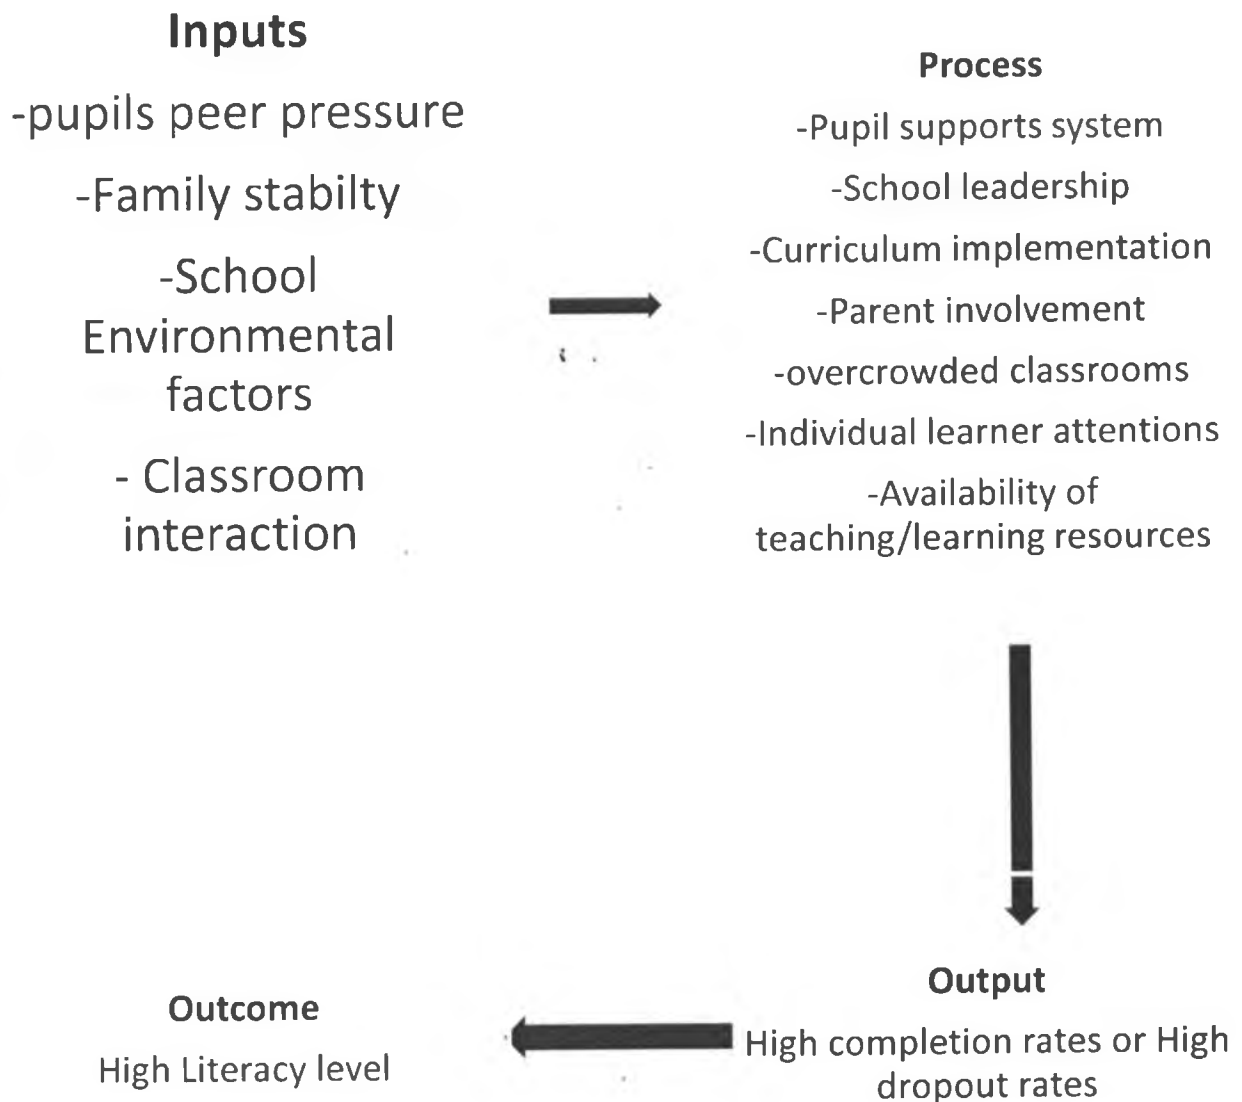 Inputs
-pupils peer pressure
-Family stabilty
-School
Environmental
factors
- Classroom
interaction
Process
-Pupil supports system
-School leadership
-Curriculum implementation
-Parent involvement
-overcrowded classrooms
-Individual learner attentions
-Availability of
teaching/learning resources
Output
High completion rates or High
dropout rates
Outcome
High Literacy level